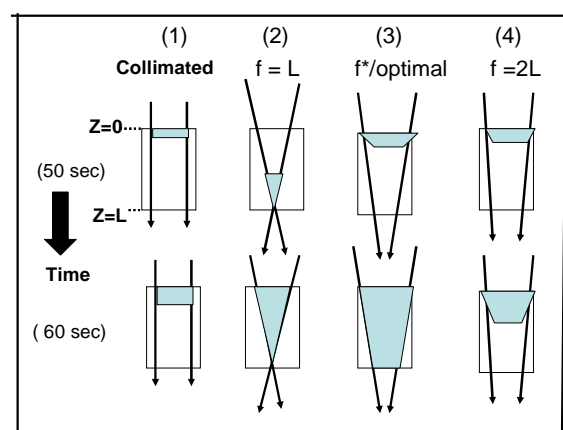 (1) (2) (3) (4)
Collimated f = L f*/optimal f =2L
Z=0
(50 sec)
Z=L
Time
( 60 sec)